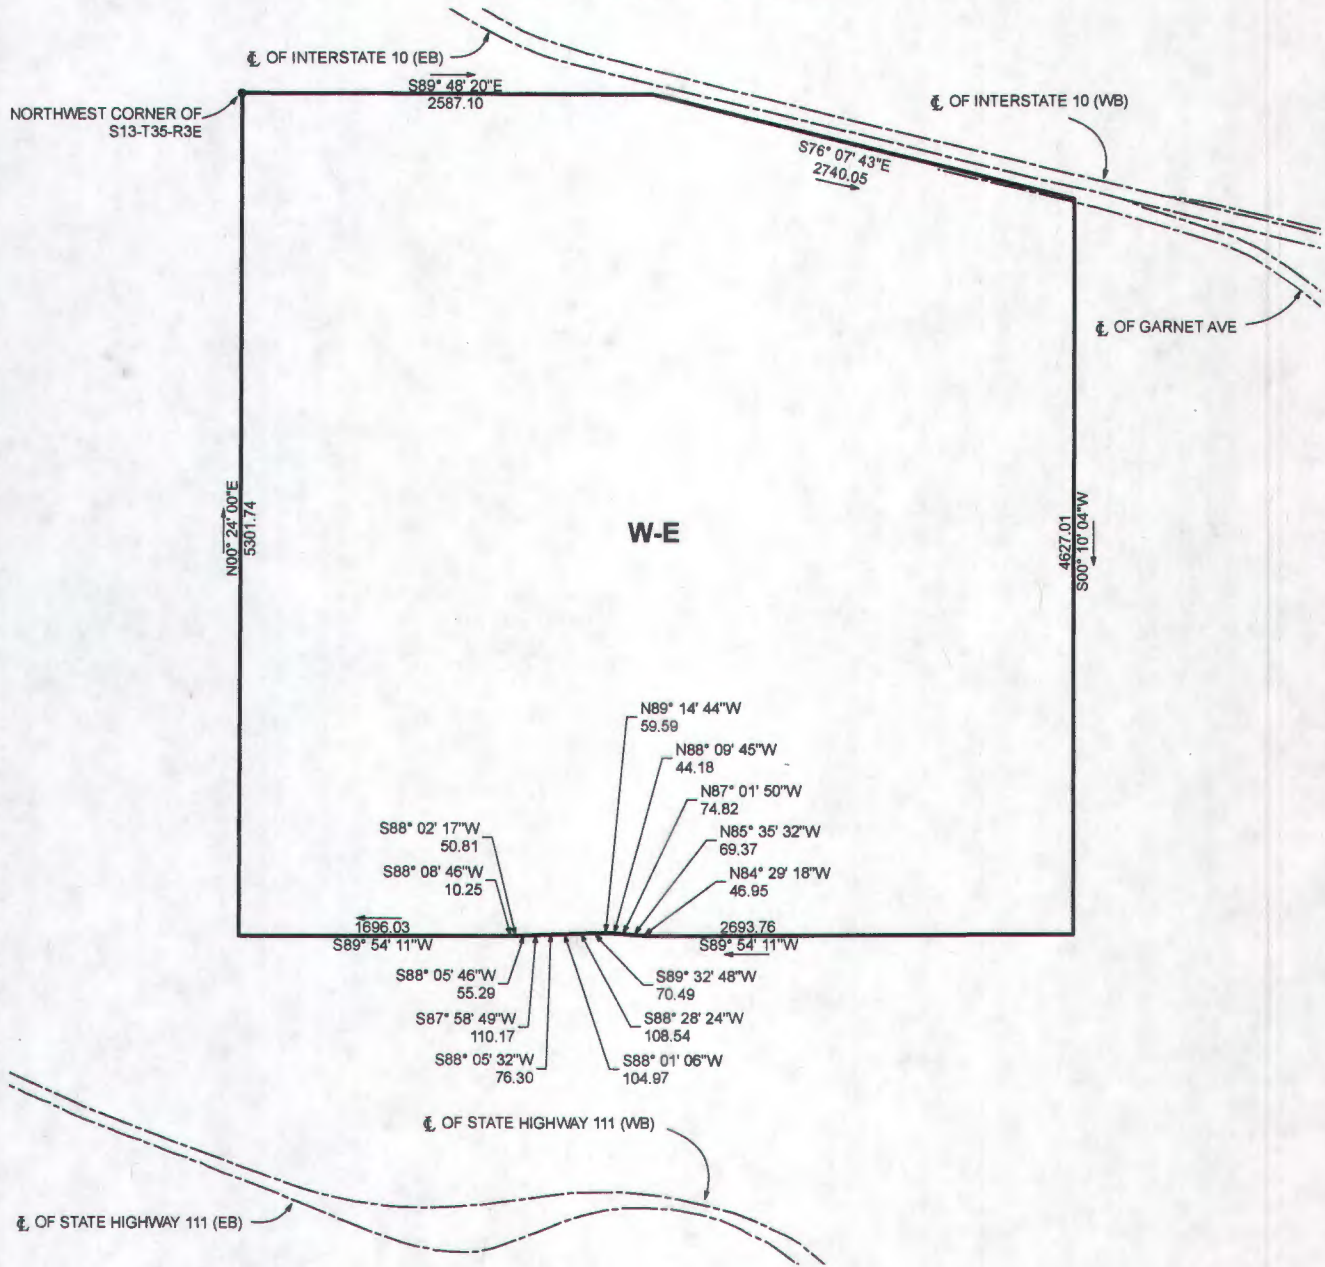 ℄ OF INTERSTATE 10 (EB)
S89° 48' 20"E
2587.10
NORTHWEST CORNER OF
S13-T35-R3E
℄ OF INTERSTATE 10 (WB)
S76° 07' 43"E
2740.05
℄ OF GARNET AVE
N00° 24' 00"E
5301.74
W-E
4627.01
S00° 10' 04"W
N89° 14' 44"W
59.59
N88° 09' 45"W
44.18
N87° 01' 50"W
74.82
N85° 35' 32"W
69.37
N84° 29' 18"W
46.95
S88° 02' 17"W
50.81
S88° 08' 46"W
10.25
1696.03
S89° 54' 11"W
2693.76
S89° 54' 11"W
S88° 05' 46"W
55.29
S87° 58' 49"W
110.17
S88° 05' 32"W
76.30
S89° 32' 48"W
70.49
S88° 28' 24"W
108.54
S88° 01' 06"W
104.97
℄ OF STATE HIGHWAY 111 (WB)
℄ OF STATE HIGHWAY 111 (EB)